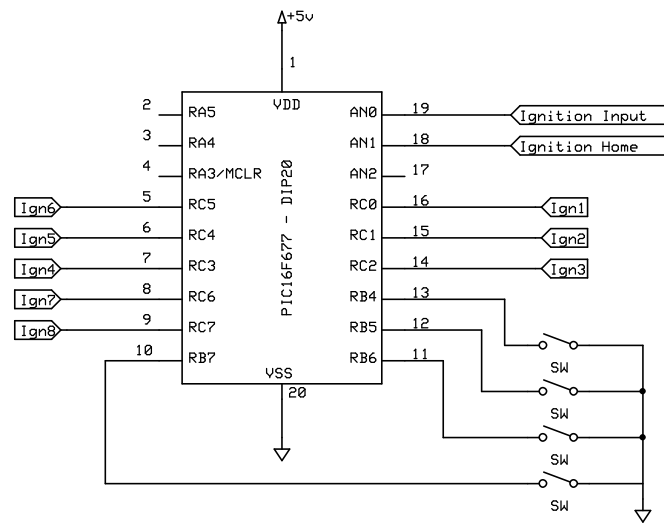 +5v
1
VDD
2 RA5 AN0 19 Ignition Input
3 RA4 AN1 18 Ignition Home
4 RA3/MCLR AN2 17
Ign6 5 RC5 RC0 16 Ign1
Ign5 6 RC4 RC1 15 Ign2
Ign4 7 RC3 RC2 14 Ign3
Ign7 8 RC6 RB4 13
Ign8 9 RC7 RB5 12
10 RB7 RB6 11
PIC16F677 - DIP20
VSS
20
SW
SW
SW
SW